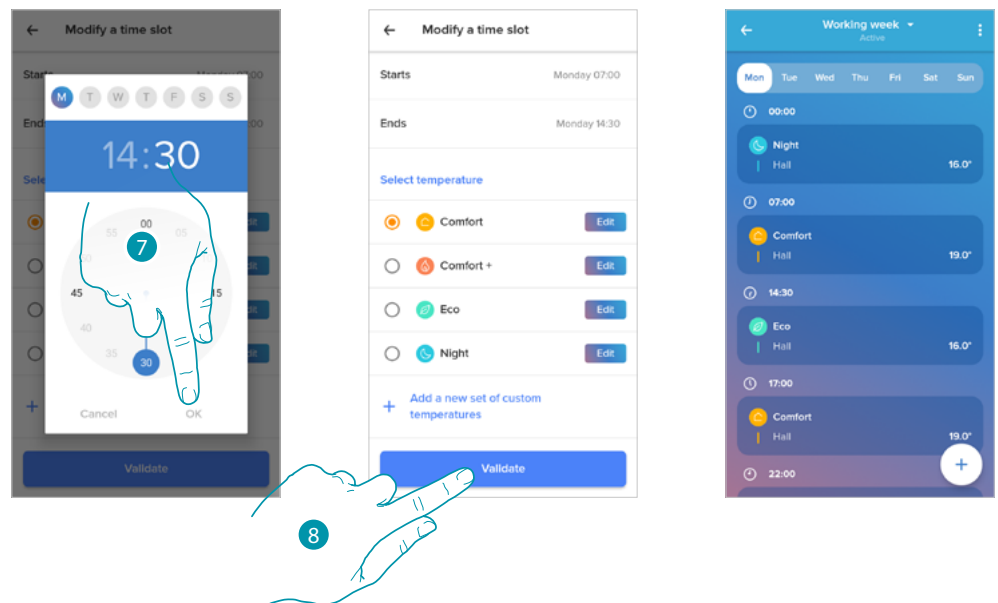 Modify a time slot
M T W T F S S
14:30
00
55
05
7
45
15
40
35
30
Cancel
OK
Validate
8
Modify a time slot
Starts
Monday 07:00
Ends
Monday 14:30
Select temperature
Comfort
Edit
Comfort +
Edit
Eco
Edit
Night
Edit
+
Add a new set of custom
temperatures
Validate
Working week
Active
Mon Tue Wed Thu Fri Sat Sun
00:00
Night
Hall
16.0°
07:00
Comfort
Hall
19.0°
14:30
Eco
Hall
16.0°
17:00
Comfort
Hall
19.0°
22:00
+